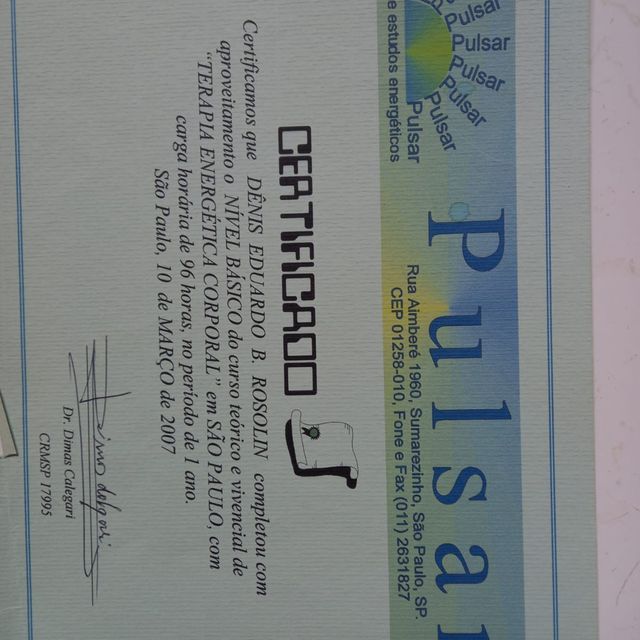 Pulsar
Pulsar
Pulsar
Pulsar
Pulsar
Pulsar
e estudos energéticos
Pulsar
Rua Aimberé 1960, Sumarezinho, São Paulo, SP.
CEP 01258-010, Fone e Fax (011) 2631827
CERTIFICADO
Certificamos que DÊNIS EDUARDO B. ROSOLIN completou com
aproveitamento o NÍVEL BÁSICO do curso teórico e vivencial de
"TERAPIA ENERGÉTICA CORPORAL" em SÃO PAULO, com
carga horária de 96 horas, no período de 1 ano.
São Paulo, 10 de MARÇO de 2007
Dr. Dimas Calegari
CRMSP 17995